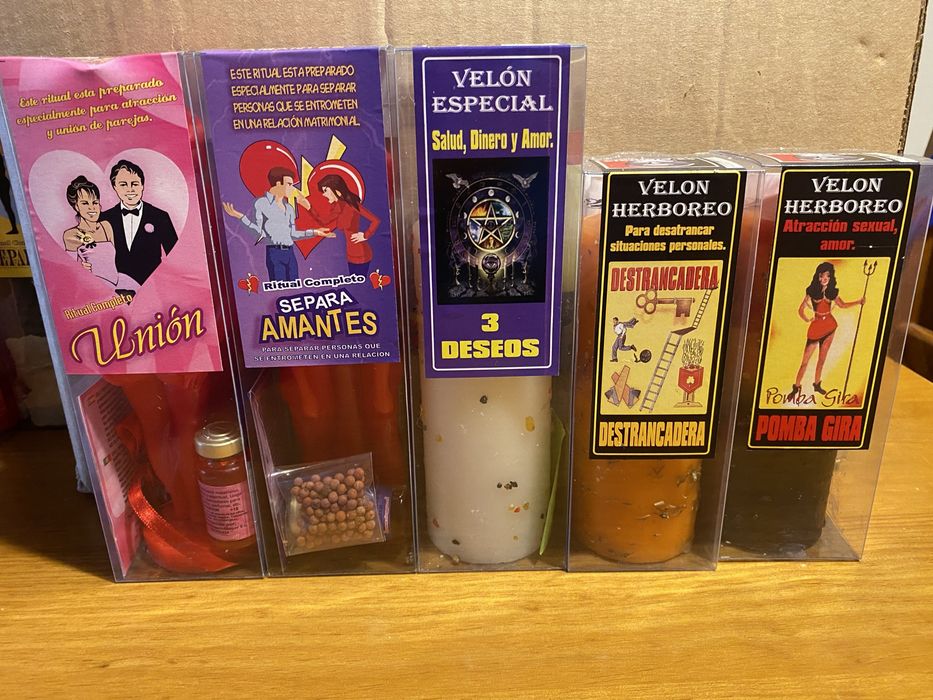 Este ritual esta preparado
especialmente para atracción
y unión de parejas.
Ritual Completo
Unión
ESTE RITUAL ESTA PREPARADO
ESPECIALMENTE PARA SEPARAR
PERSONAS QUE SE ENTROMETEN
EN UNA RELACIÓN MATRIMONIAL
Ritual Completo
SEPARA
AMANTES
PARA SEPARAR PERSONAS QUE
SE ENTROMETEN EN UNA RELACION
VELÓN
ESPECIAL
Salud, Dinero y Amor.
3
DESEOS
VELON
HERBOREO
Para desatrancar
situaciones personales.
DESTRANCADERA
DESTRANCADERA
VELON
HERBOREO
Atracción sexual,
amor.
Pomba Gira
POMBA GIRA